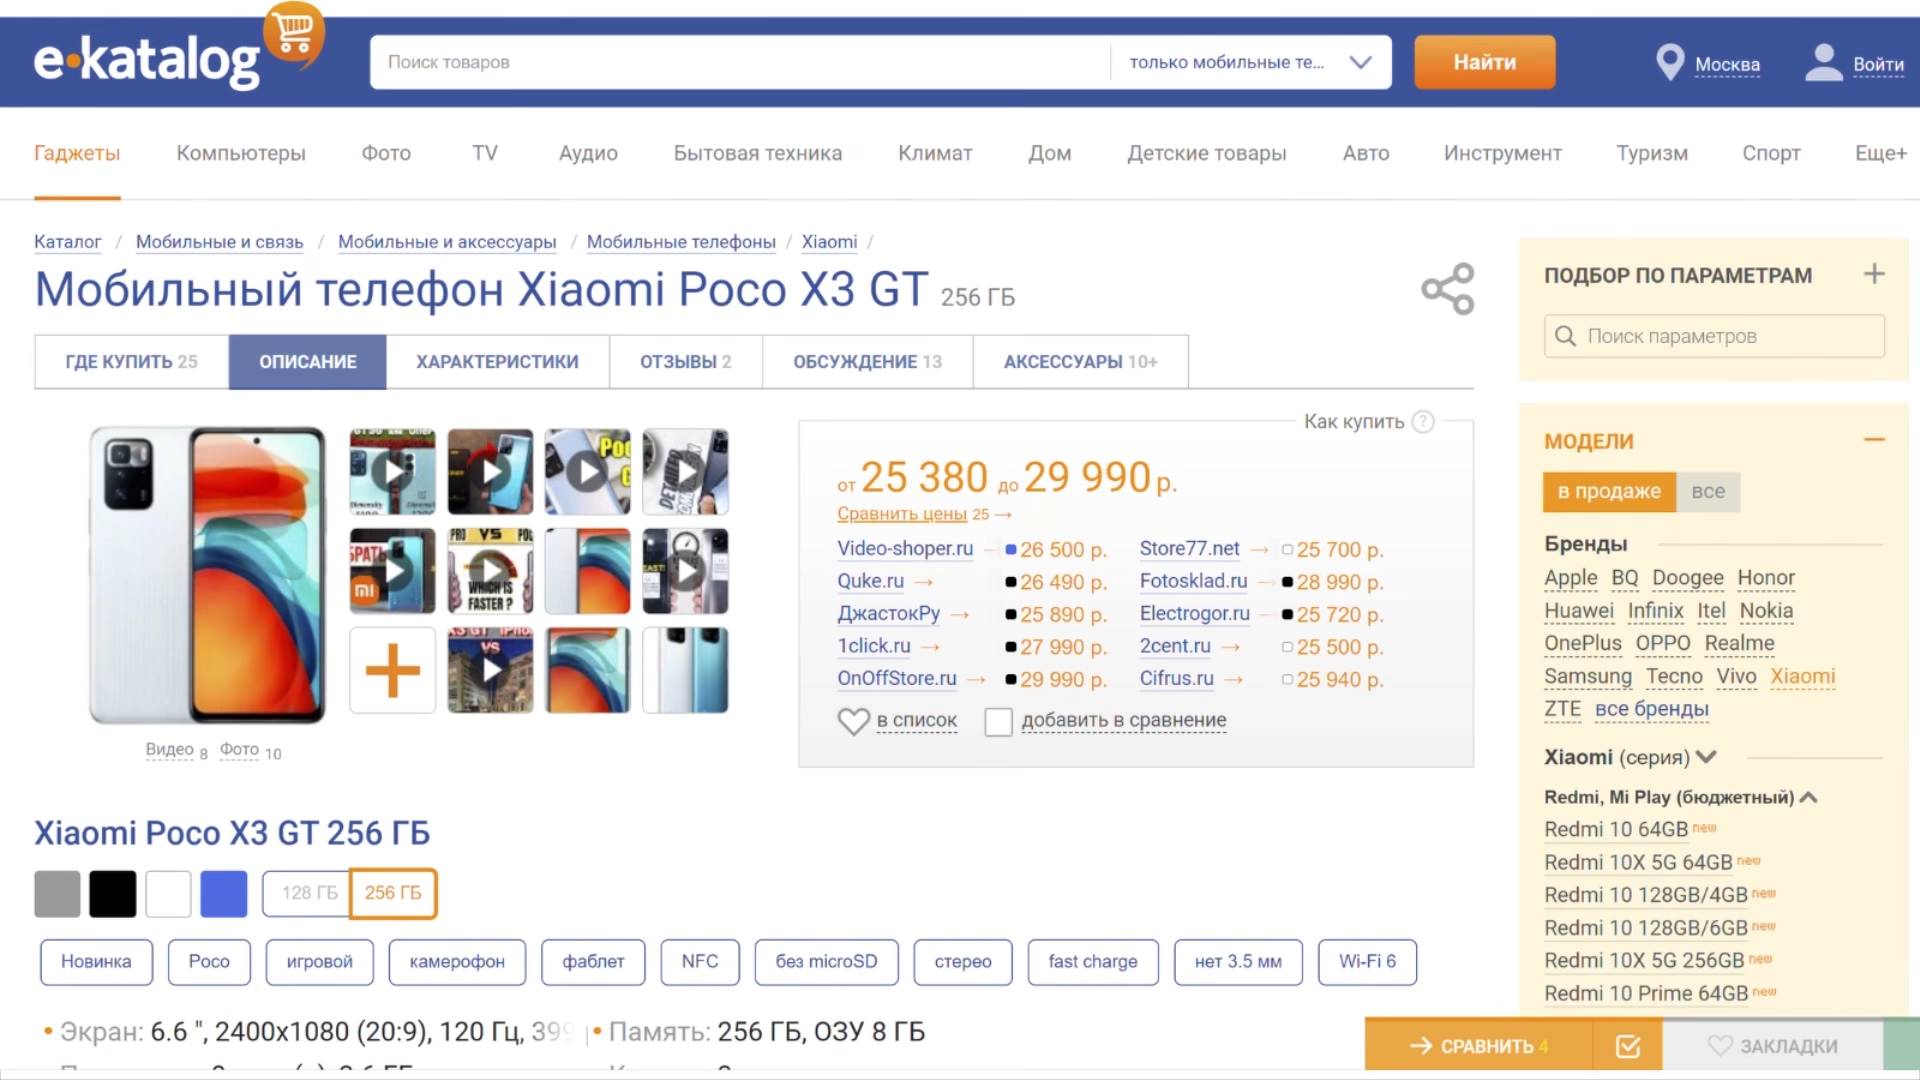 e·katalog
Поиск товаров
только мобильные те...
Найти
Москва
Войти
Гаджеты Компьютеры Фото TV Аудио Бытовая техника Климат Дом Детские товары Авто Инструмент Туризм Спорт Еще+
Каталог / Мобильные и связь / Мобильные и аксессуары / Мобильные телефоны / Xiaomi /
Мобильный телефон Xiaomi Poco X3 GT 256 ГБ
ГДЕ КУПИТЬ 25 ОПИСАНИЕ ХАРАКТЕРИСТИКИ ОТЗЫВЫ 2 ОБСУЖДЕНИЕ 13 АКСЕССУАРЫ 10+
WHICH IS
FASTER ?
VS
Видео 8 Фото 10
Как купить ?
от 25 380 до 29 990 р.
Сравнить цены 25 →
Video-shoper.ru → 26 500 р. Store77.net → 25 700 р.
Quke.ru → 26 490 р. Fotosklad.ru → 28 990 р.
ДжастокРу → 25 890 р. Electrogor.ru → 25 720 р.
1click.ru → 27 990 р. 2cent.ru → 25 500 р.
OnOffStore.ru → 29 990 р. Cifrus.ru → 25 940 р.
в список добавить в сравнение
Xiaomi Poco X3 GT 256 ГБ
128 ГБ 256 ГБ
Новинка Poco игровой камерофон фаблет NFC без microSD стерео fast charge нет 3.5 мм Wi-Fi 6
• Экран: 6.6 ", 2400x1080 (20:9), 120 Гц, 399
• Память: 256 ГБ, ОЗУ 8 ГБ
ПОДБОР ПО ПАРАМЕТРАМ +
Поиск параметров
МОДЕЛИ
в продаже все
Бренды
Apple BQ Doogee Honor
Huawei Infinix Itel Nokia
OnePlus OPPO Realme
Samsung Tecno Vivo Xiaomi
ZTE все бренды
Xiaomi (серия)
Redmi, Mi Play (бюджетный)
Redmi 10 64GB new
Redmi 10X 5G 64GB new
Redmi 10 128GB/4GB new
Redmi 10 128GB/6GB new
Redmi 10X 5G 256GB new
Redmi 10 Prime 64GB new
→ СРАВНИТЬ 4
ЗАКЛАДКИ